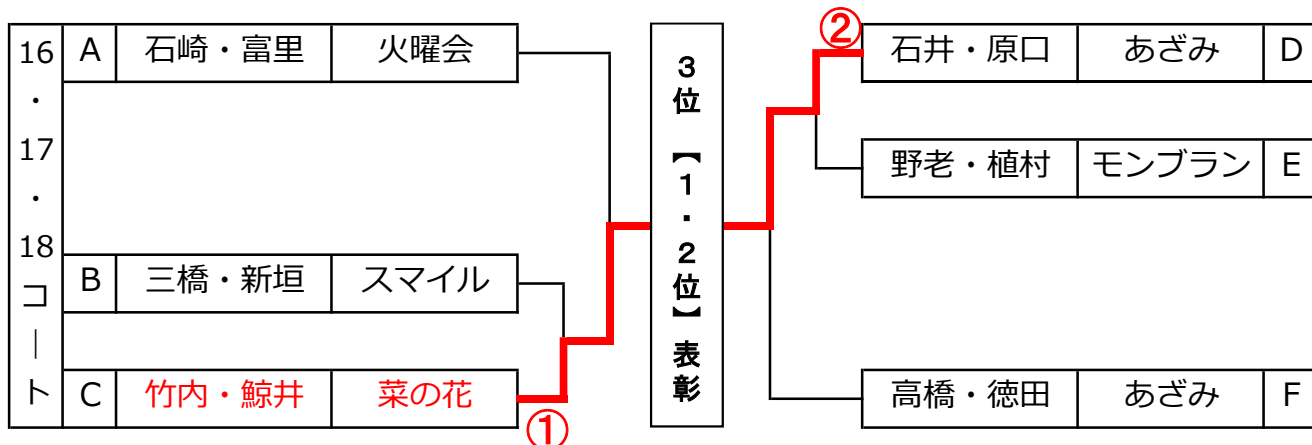 16・17・18コート
A 石崎・富里 火曜会
B 三橋・新垣 スマイル
C 竹内・鯨井 菜の花
①
3位【1・2位】表彰
②
石井・原口 あざみ D
野老・植村 モンブラン E
高橋・徳田 あざみ F